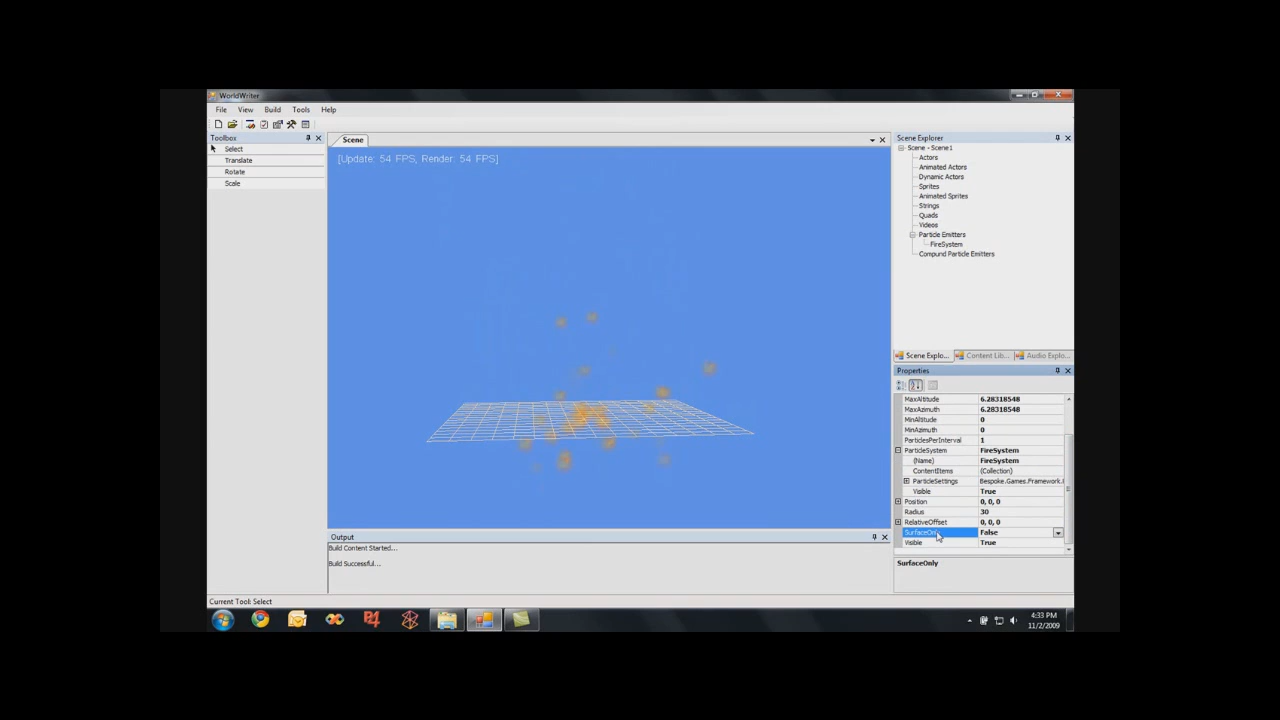 WorldWriter
File View Build Tools Help
Toolbox
Select
Translate
Rotate
Scale
Scene
[Update: 54 FPS, Render: 54 FPS]
Output
Build Content Started...
Build Successful...
Scene Explorer
Scene - Scene1
Actors
Animated Actors
Dynamic Actors
Sprites
Animated Sprites
Strings
Quads
Videos
Particle Emitters
FireSystem
Compund Particle Emitters
Scene Explo... Content Lib... Audio Explo...
Properties
MaxAltitude 6.28318548
MaxAzimuth 6.28318548
MinAltitude 0
MinAzimuth 0
ParticlesPerInterval 1
ParticleSystem FireSystem
(Name) FireSystem
ContentItems (Collection)
ParticleSettings Bespoke.Games.Framework.
Visible True
Position 0, 0, 0
Radius 30
RelativeOffset 0, 0, 0
SurfaceOnly False
Visible True
SurfaceOnly
Current Tool: Select
4:33 PM
11/2/2009